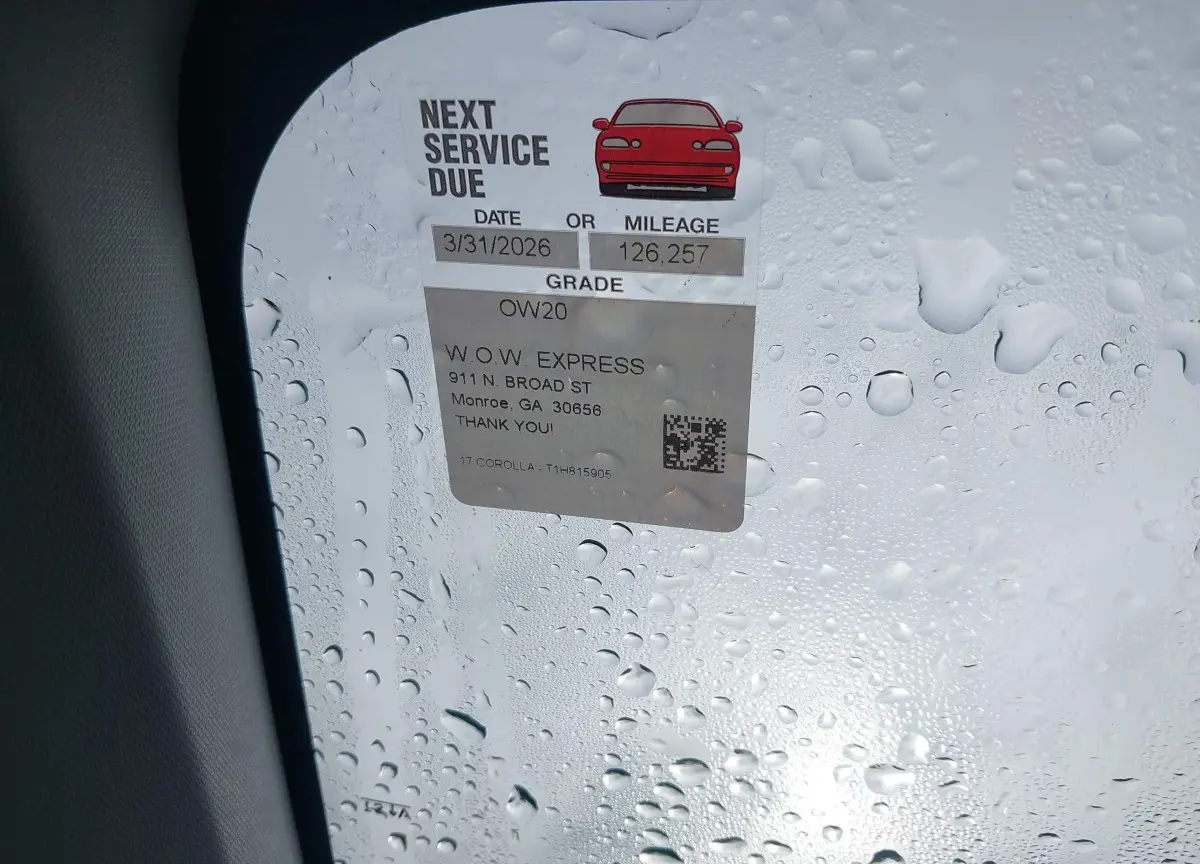 NEXT
SERVICE
DUE
DATE OR MILEAGE
3/31/2026 126,257
GRADE
OW20
W.O.W. EXPRESS
911 N. BROAD ST
Monroe, GA 30656
THANK YOU!
17 COROLLA - T1H815905